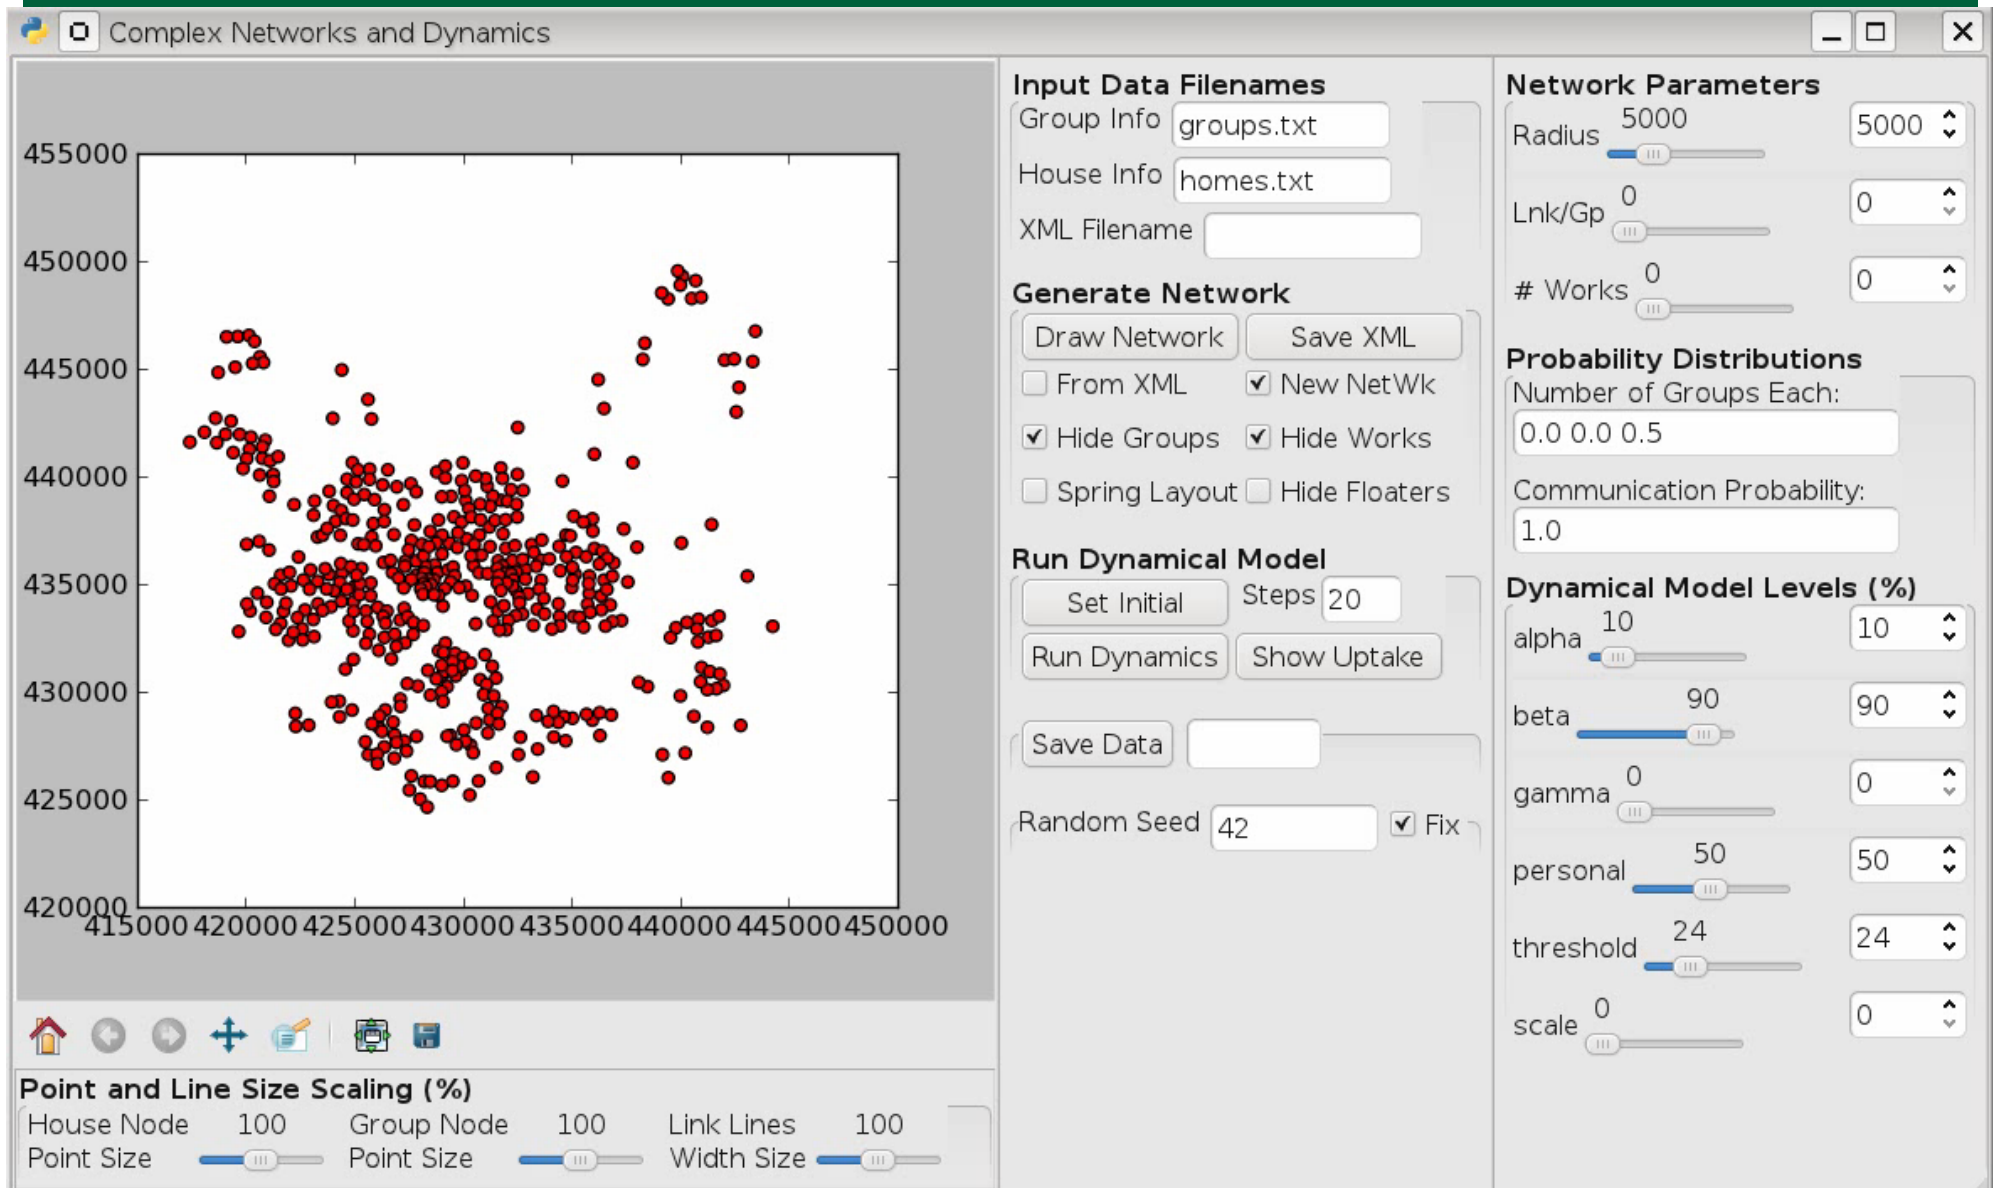 Complex Networks and Dynamics
455000
450000
445000
440000
435000
430000
425000
420000
415000 420000 425000 430000 435000 440000 445000 450000
Point and Line Size Scaling (%)
House Node 100 Group Node 100 Link Lines 100
Point Size Point Size Width Size
Input Data Filenames
Group Info groups.txt
House Info homes.txt
XML Filename
Generate Network
Draw Network Save XML
From XML New NetWk
Hide Groups Hide Works
Spring Layout Hide Floaters
Run Dynamical Model
Set Initial Steps 20
Run Dynamics Show Uptake
Save Data
Random Seed 42 Fix
Network Parameters
Radius 5000 5000
Lnk/Gp 0 0
# Works 0 0
Probability Distributions
Number of Groups Each:
0.0 0.0 0.5
Communication Probability:
1.0
Dynamical Model Levels (%)
alpha 10 10
beta 90 90
gamma 0 0
personal 50 50
threshold 24 24
scale 0 0